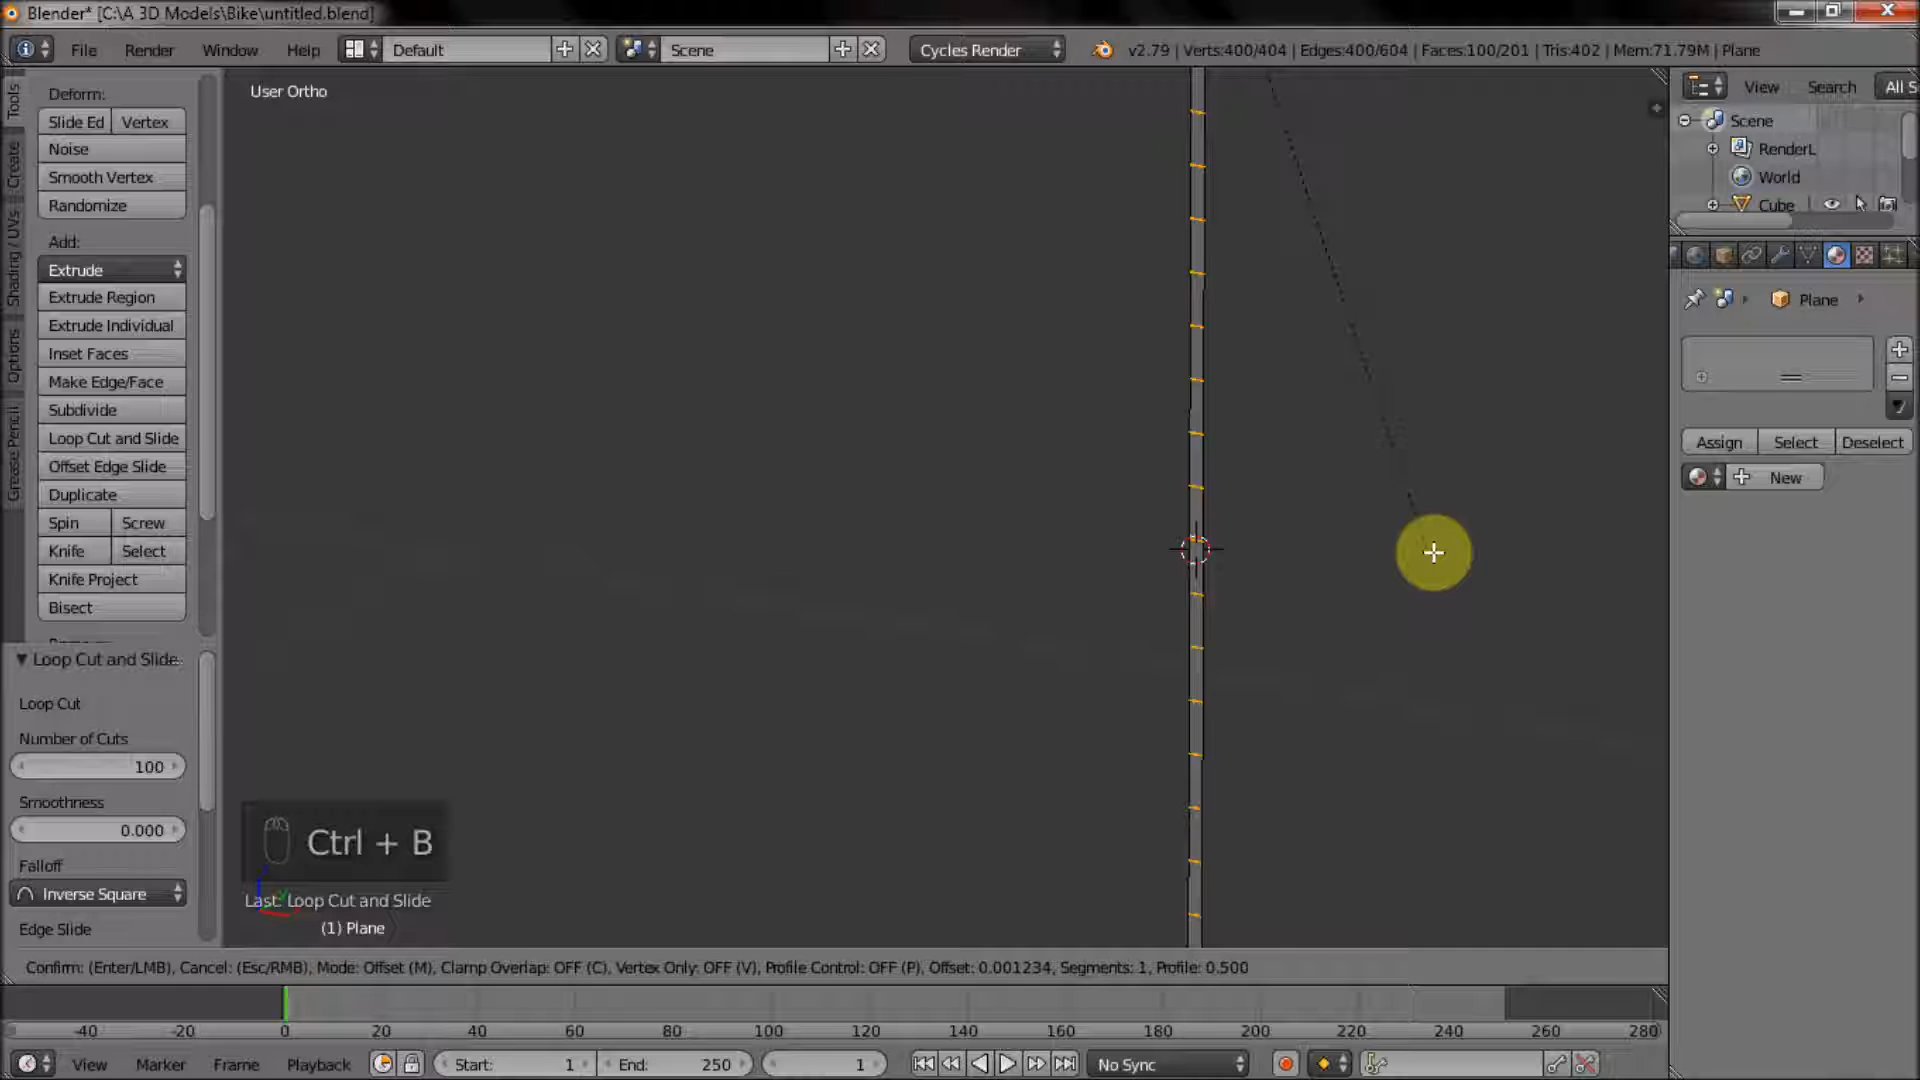 Blender* [C:\A 3D Models\Bike\untitled.blend]
File Render Window Help Default Scene Cycles Render v2.79 | Verts:400/404 | Edges:400/604 | Faces:100/201 | Tris:402 | Mem:71.79M | Plane
User Ortho
Tools
Create
Shading / UVs
Options
Grease Pencil
Deform:
Slide Ed Vertex
Noise
Smooth Vertex
Randomize
Add:
Extrude
Extrude Region
Extrude Individual
Inset Faces
Make Edge/Face
Subdivide
Loop Cut and Slide
Offset Edge Slide
Duplicate
Spin Screw
Knife Select
Knife Project
Bisect
Loop Cut and Slide
Loop Cut
Number of Cuts
100
Smoothness
0.000
Falloff
Inverse Square
Edge Slide
Ctrl + B
Last: Loop Cut and Slide
(1) Plane
View Search All S
Scene
RenderL
World
Cube
Plane
Assign Select Deselect
New
Confirm: (Enter/LMB), Cancel: (Esc/RMB), Mode: Offset (M), Clamp Overlap: OFF (C), Vertex Only: OFF (V), Profile Control: OFF (P), Offset: 0.001234, Segments: 1, Profile: 0.500
-40 -20 0 20 40 60 80 100 120 140 160 180 200 220 240 260 280
View Marker Frame Playback Start: 1 End: 250 1 No Sync